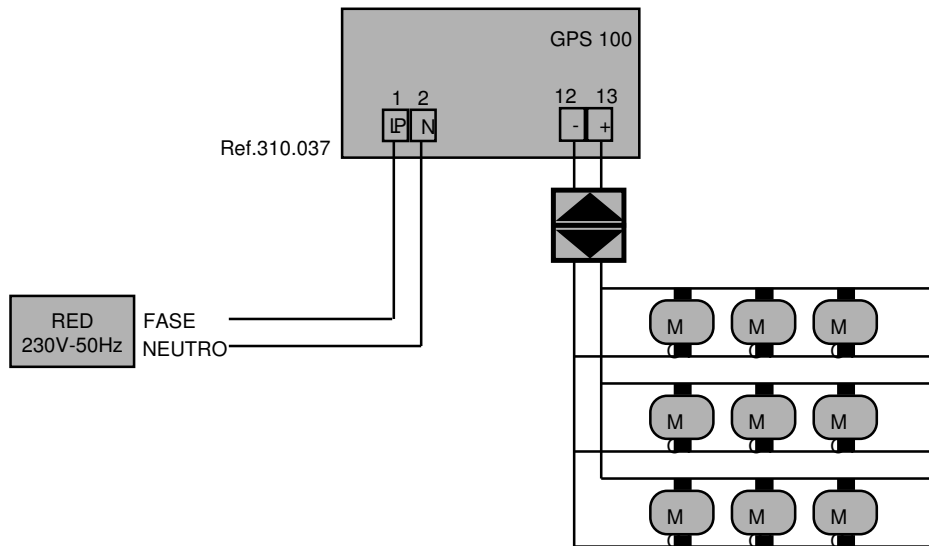 GPS 100
1 2 12 13
LP N - +
Ref.310.037
RED
230V-50Hz
FASE
NEUTRO
M M M
M M M
M M M